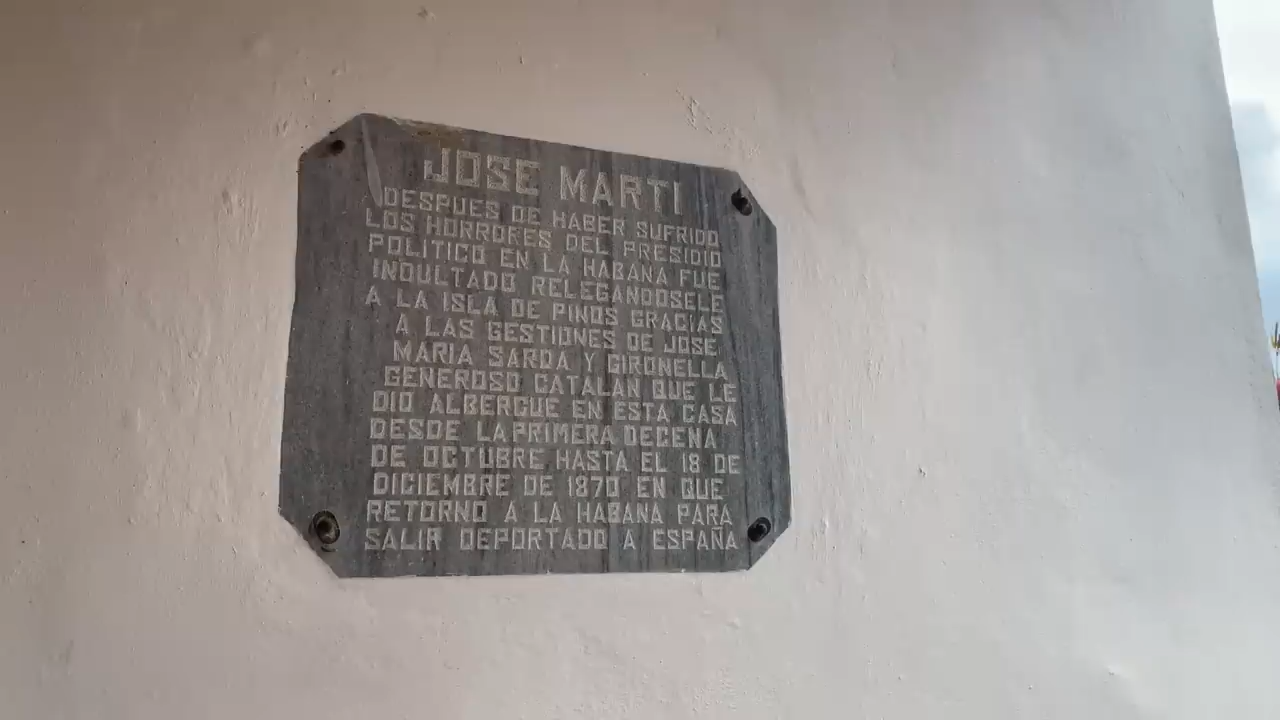 JOSE MARTI
DESPUES DE HABER SUFRIDO
LOS HORRORES DEL PRESIDIO
POLITICO EN LA HABANA FUE
INDULTADO RELEGANDOSELE
A LA ISLA DE PINOS GRACIAS
A LAS GESTIONES DE JOSE
MARIA SARDA Y GIRONELLA
GENEROSO CATALAN QUE LE
DIO ALBERGUE EN ESTA CASA
DESDE LA PRIMERA DECENA
DE OCTUBRE HASTA EL 18 DE
DICIEMBRE DE 1870 EN QUE
RETORNO A LA HABANA PARA
SALIR DEPORTADO A ESPAÑA